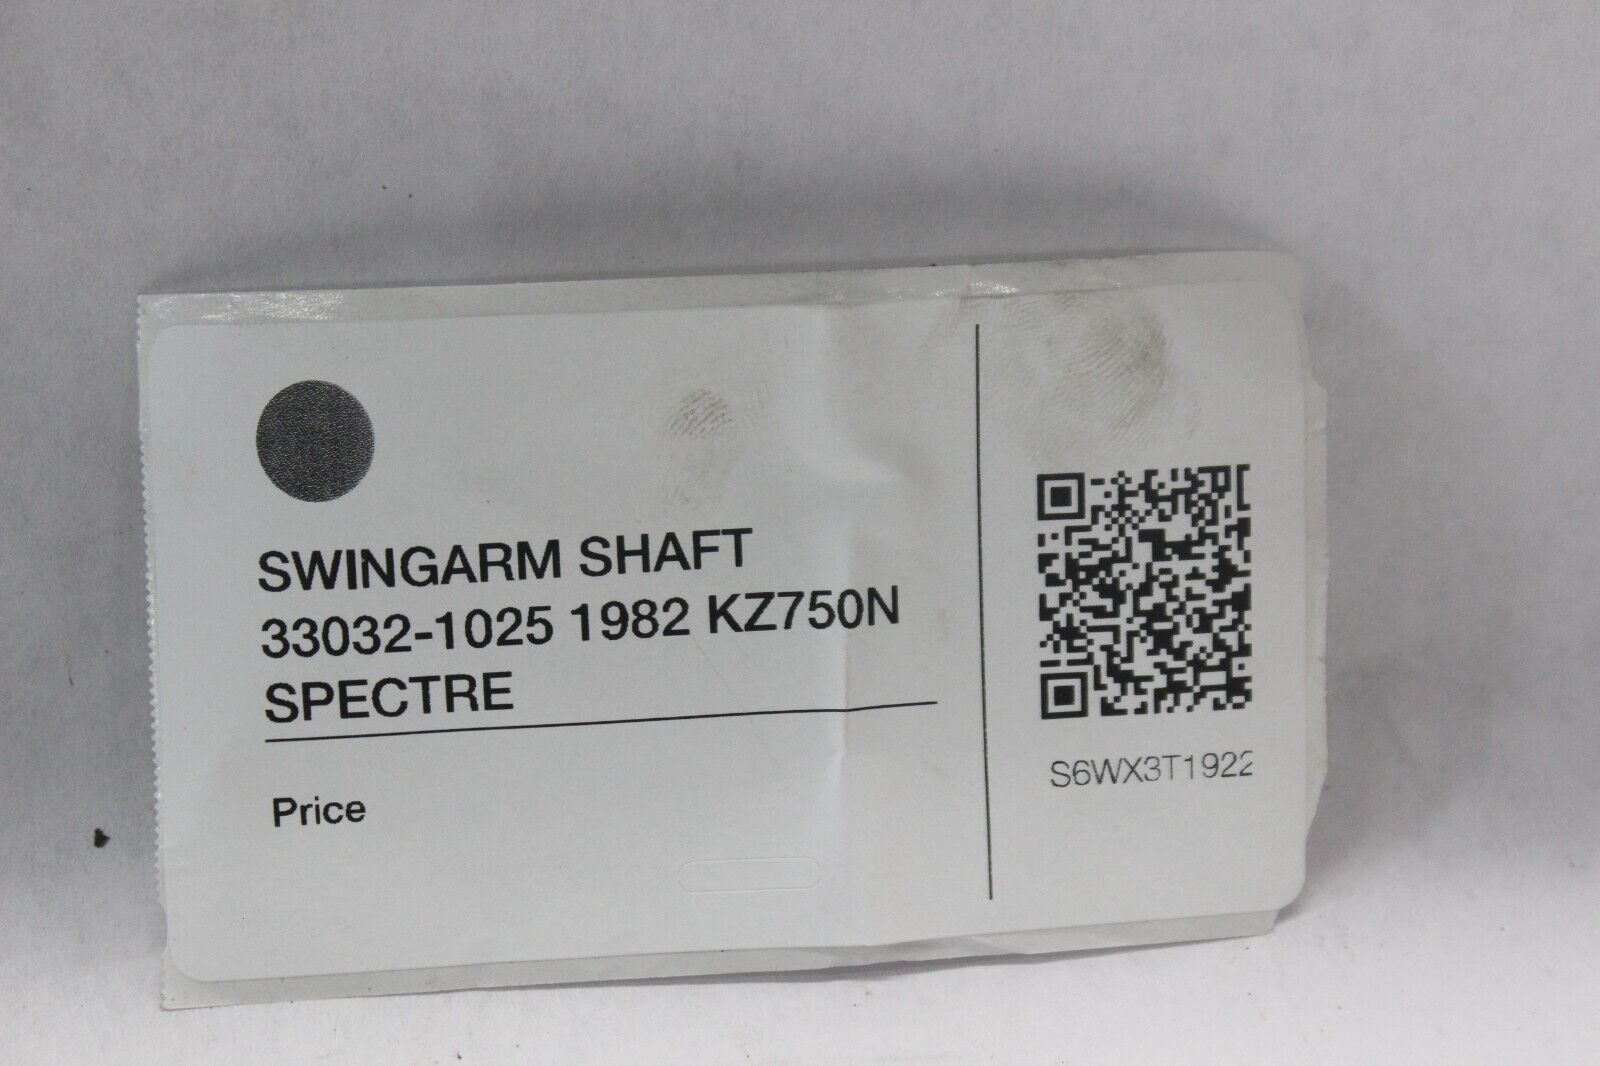 SWINGARM SHAFT
33032-1025 1982 KZ750N
SPECTRE
Price
S6WX3T1922